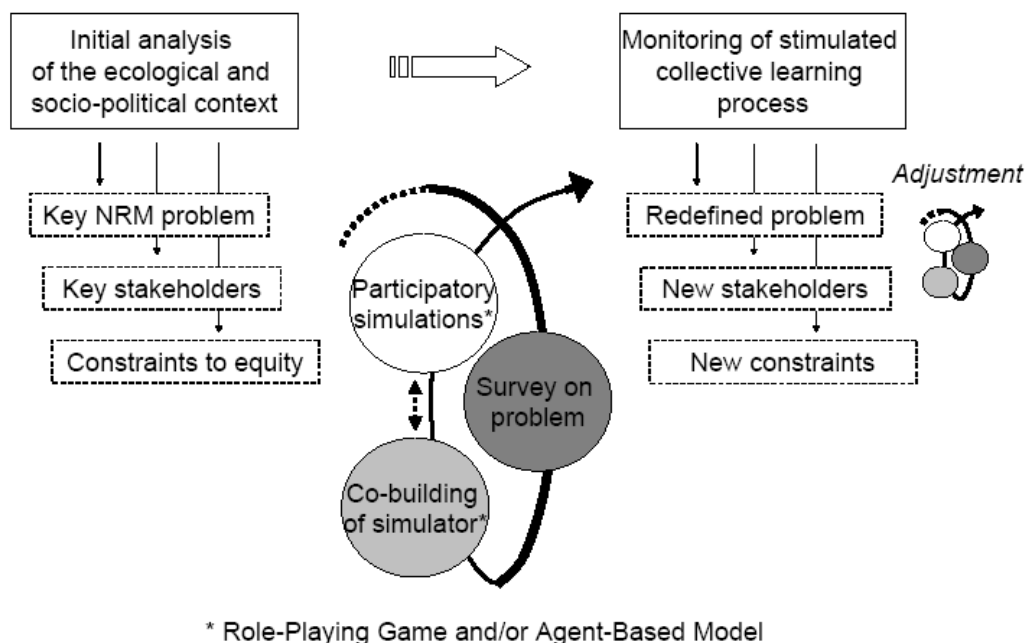 Initial analysis
of the ecological and
socio-political context
Key NRM problem
Key stakeholders
Constraints to equity
Participatory
simulations*
Survey on
problem
Co-building
of simulator*
Monitoring of stimulated
collective learning
process
Redefined problem
New stakeholders
New constraints
Adjustment
* Role-Playing Game and/or Agent-Based Model